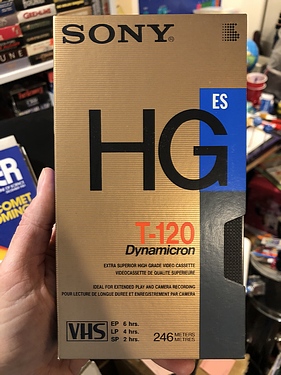 SONY®
ES
HG
T-120
Dynamicron
EXTRA SUPERIOR HIGH GRADE VIDEO CASSETTE
VIDEOCASSETTE DE QUALITE SUPERIEURE
IDEAL FOR EXTENDED PLAY AND CAMERA RECORDING
POUR LECTURE DE LONGUE DUREE ET ENREGISTREMENT PAR CAMERA
VHS
EP 6 hrs.
LP 4 hrs.
SP 2 hrs.
246 METERS
METRES
GREMLINS
COMET